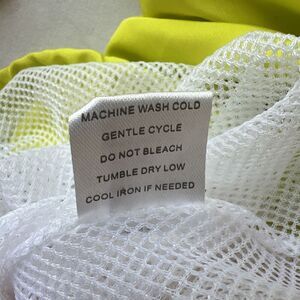 MACHINE WASH COLD
GENTLE CYCLE
DO NOT BLEACH
TUMBLE DRY LOW
COOL IRON IF NEEDED